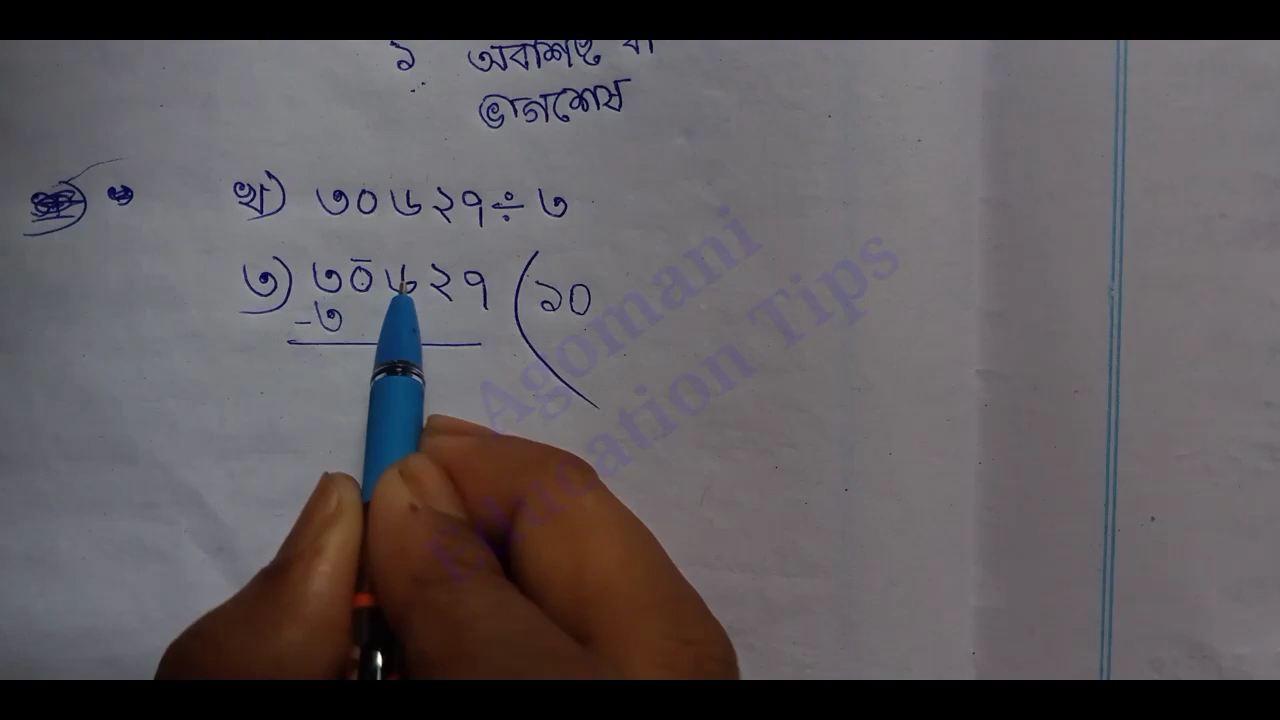 ১ অবশিষ্ট বা
ভাগশেষ
খ) ৩০৬২৭ ÷ ৩
৩) ৩০৬২৭ ( ১০
-৩
Agomani
Education Tips